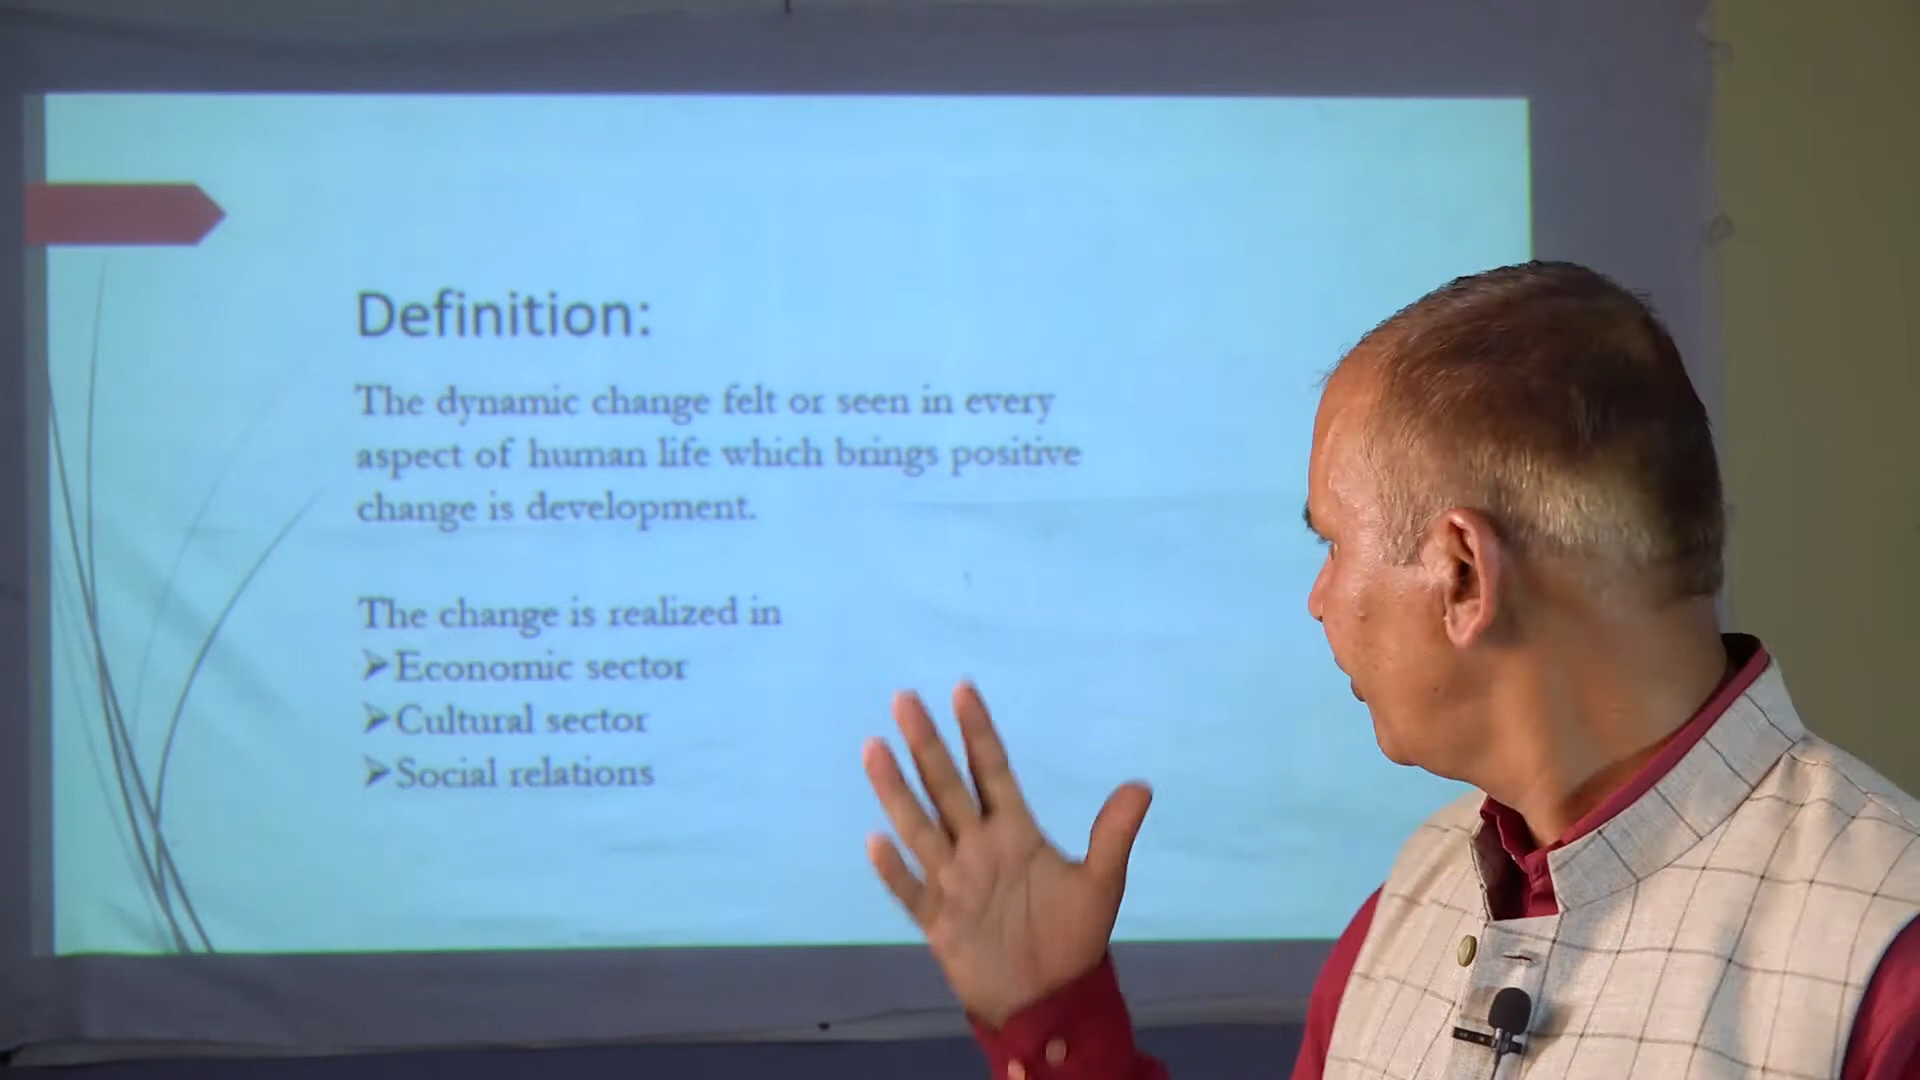 Definition:
The dynamic change felt or seen in every
aspect of human life which brings positive
change is development.
The change is realized in
➤Economic sector
➤Cultural sector
➤Social relations